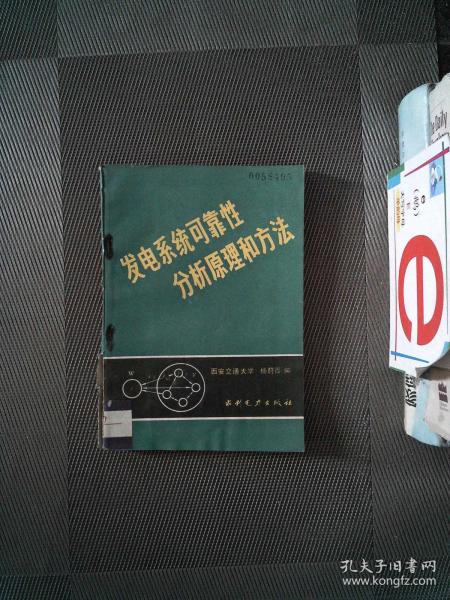 0058405
发电系统可靠性
分析原理和方法
西安交通大学 杨莳百 编
W
水利电力出版社
e
孔夫子旧书网
www.kongfz.com